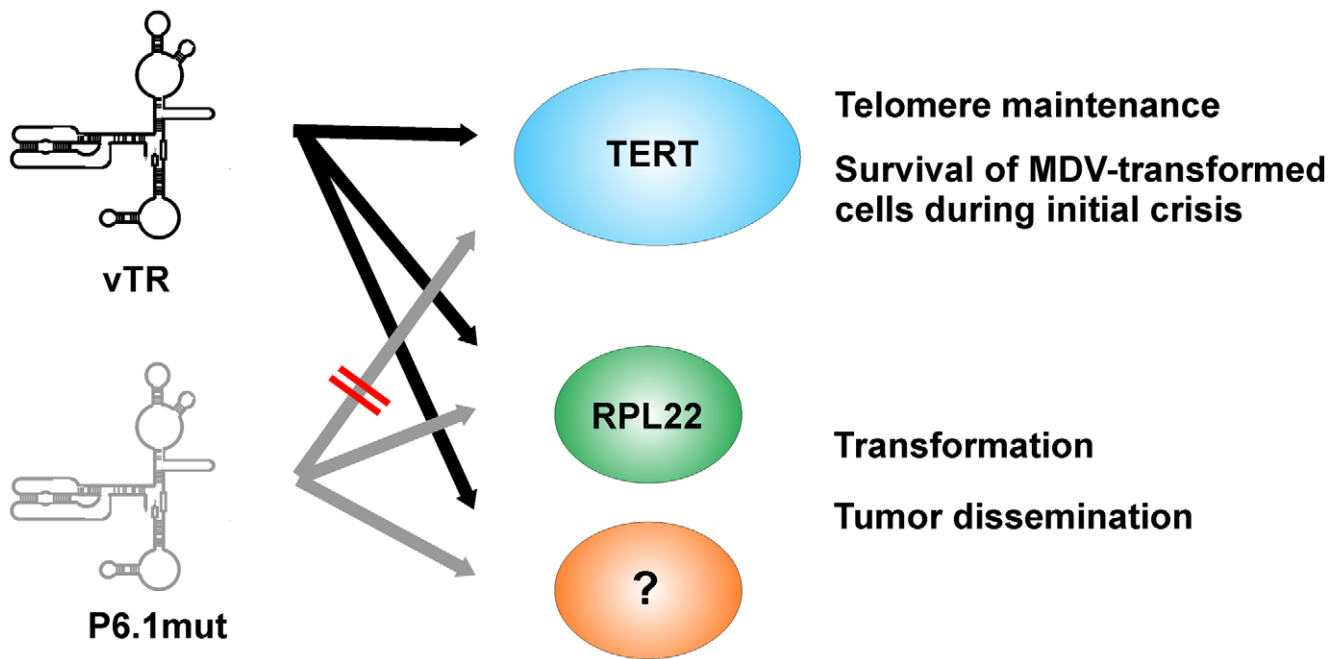 vTR
P6.1mut
TERT
RPL22
?
Telomere maintenance
Survival of MDV-transformed
cells during initial crisis
Transformation
Tumor dissemination